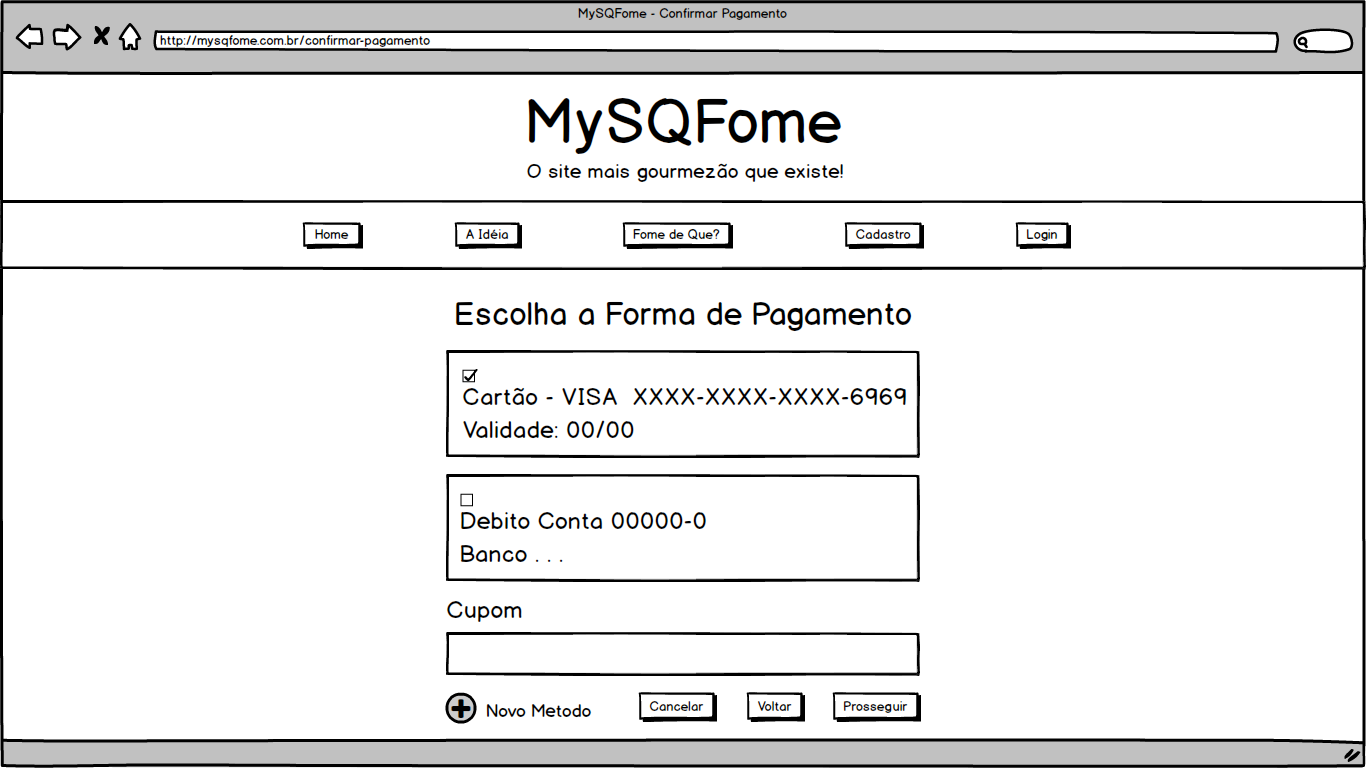 MySQFome - Confirmar Pagamento
http://mysqfome.com.br/confirmar-pagamento
MySQFome
O site mais gourmezão que existe!
Home A Idéia Fome de Que? Cadastro Login
Escolha a Forma de Pagamento
Cartão - VISA XXXX-XXXX-XXXX-6969
Validade: 00/00
Debito Conta 00000-0
Banco . . .
Cupom
Novo Metodo Cancelar Voltar Prosseguir